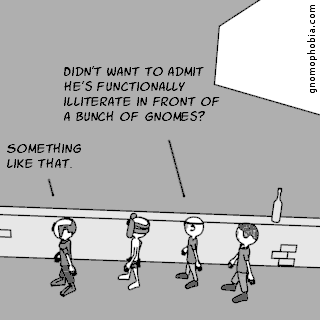 DIDN'T WANT TO ADMIT
HE'S FUNCTIONALLY
ILLITERATE IN FRONT OF
A BUNCH OF GNOMES?
SOMETHING
LIKE THAT.
gnomophobia.com